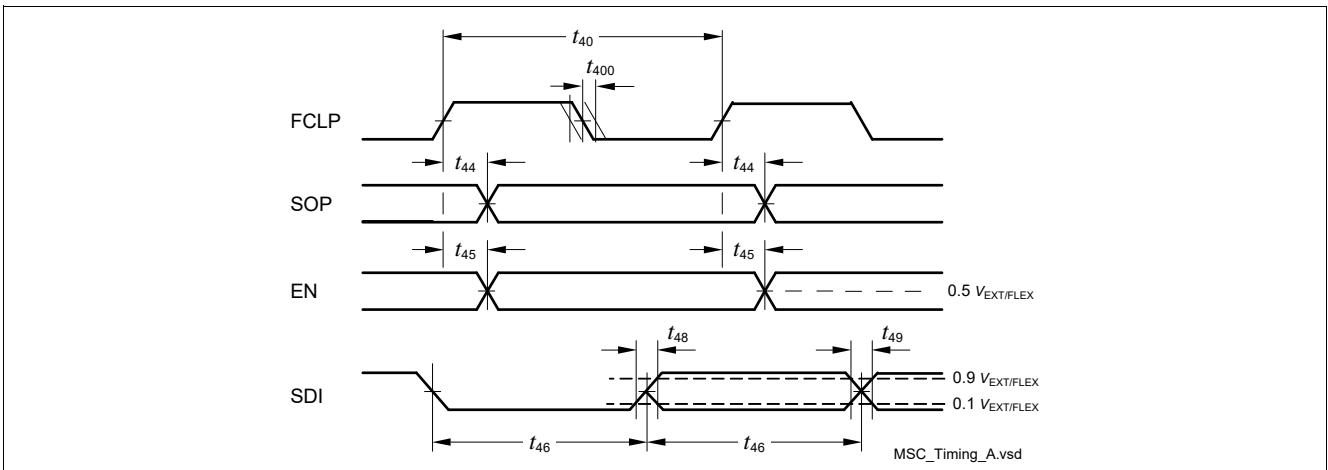 t40
t400
FCLP
t44 t44
SOP
t45 t45
EN
0.5 VEXT/FLEX
t48 t49
SDI
0.9 VEXT/FLEX
0.1 VEXT/FLEX
t46 t46
MSC_Timing_A.vsd